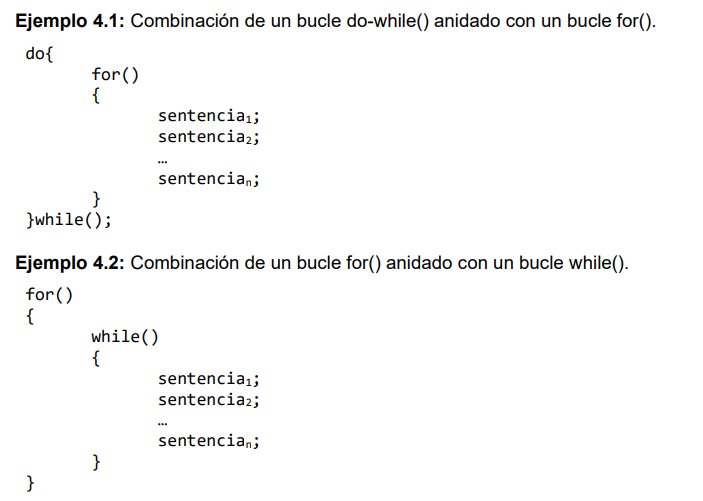 Ejemplo 4.1: Combinación de un bucle do-while() anidado con un bucle for().
do{
for()
{
sentencia₁;
sentencia₂;
…
sentenciaₙ;
}
}while();
Ejemplo 4.2: Combinación de un bucle for() anidado con un bucle while().
for()
{
while()
{
sentencia₁;
sentencia₂;
…
sentenciaₙ;
}
}